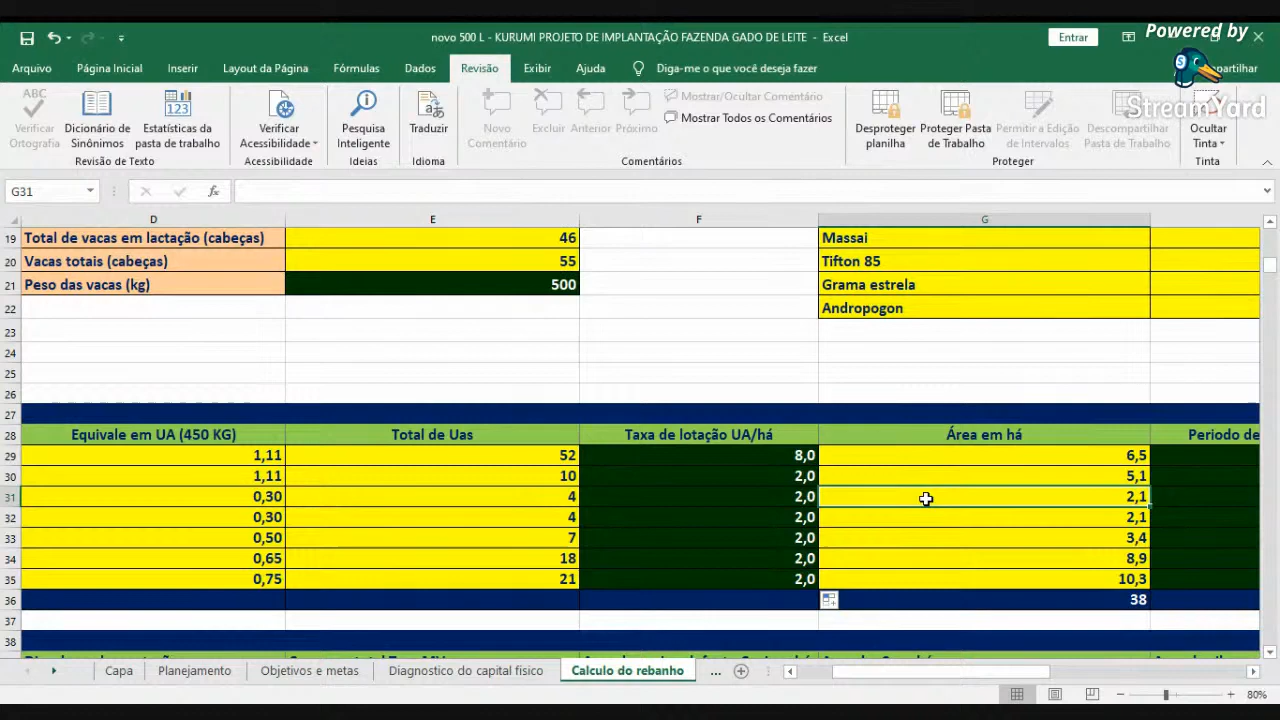 Powered by
StreamYard
novo 500 L - KURUMI PROJETO DE IMPLANTAÇÃO FAZENDA GADO DE LEITE - Excel
Entrar
Arquivo Página Inicial Inserir Layout da Página Fórmulas Dados Revisão Exibir Ajuda Diga-me o que você deseja fazer partilhar
Verificar Ortografia
Dicionário de Sinônimos
Estatísticas da pasta de trabalho
Verificar Acessibilidade
Pesquisa Inteligente
Traduzir
Novo Comentário
Excluir Anterior Próximo
Mostrar/Ocultar Comentário
Mostrar Todos os Comentários
Desproteger planilha
Proteger Pasta de Trabalho
Permitir a Edição de Intervalos
Descompartilhar Pasta de Trabalho
Ocultar Tinta
Revisão de Texto Acessibilidade Ideias Idioma Comentários Proteger Tinta
G31 fx
D E F G
19 Total de vacas em lactação (cabeças) 46 Massai
20 Vacas totais (cabeças) 55 Tifton 85
21 Peso das vacas (kg) 500 Grama estrela
22 Andropogon
23
24
25
26
27
28 Equivale em UA (450 KG) Total de Uas Taxa de lotação UA/há Área em há Periodo de
29 1,11 52 8,0 6,5
30 1,11 10 2,0 5,1
31 0,30 4 2,0 2,1
32 0,30 4 2,0 2,1
33 0,50 7 2,0 3,4
34 0,65 18 2,0 8,9
35 0,75 21 2,0 10,3
36 38
37
38
Capa Planejamento Objetivos e metas Diagnostico do capital fisico Calculo do rebanho ...
80%